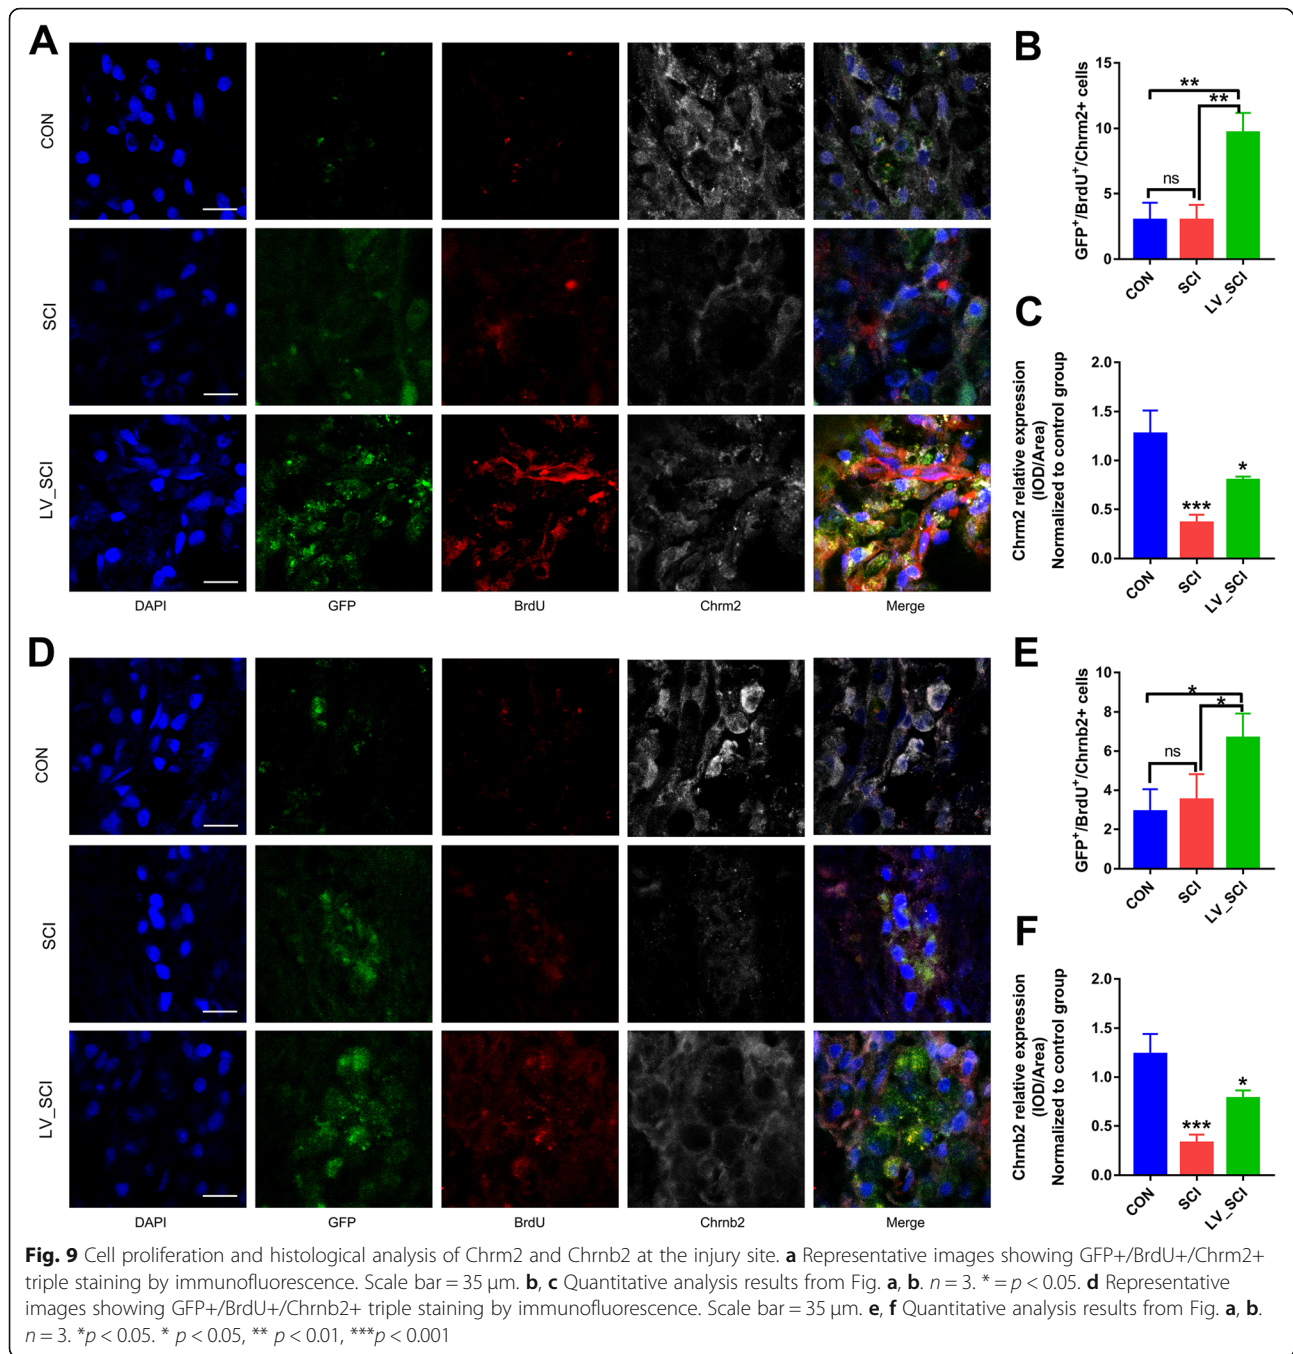 A
CON
SCI
LV_SCI
DAPI
GFP
BrdU
Chrm2
Merge
B
GFP+/BrdU+/Chrm2+ cells
15
10
5
0
**
**
ns
CON
SCI
LV_SCI
C
Chrm2 relative expression
(IOD/Area)
Normalized to control group
2.0
1.5
1.0
0.5
0.0
***
*
CON
SCI
LV_SCI
D
CON
SCI
LV_SCI
DAPI
GFP
BrdU
Chrnb2
Merge
E
GFP+/BrdU+/Chrnb2+ cells
10
8
6
4
2
0
*
*
ns
CON
SCI
LV_SCI
F
Chrnb2 relative expression
(IOD/Area)
Normalized to control group
2.0
1.5
1.0
0.5
0.0
***
*
CON
SCI
LV_SCI
Fig. 9 Cell proliferation and histological analysis of Chrm2 and Chrnb2 at the injury site. a Representative images showing GFP+/BrdU+/Chrm2+
triple staining by immunofluorescence. Scale bar = 35 μm. b, c Quantitative analysis results from Fig. a, b. n = 3. * = p < 0.05. d Representative
images showing GFP+/BrdU+/Chrnb2+ triple staining by immunofluorescence. Scale bar = 35 μm. e, f Quantitative analysis results from Fig. a, b.
n = 3. *p < 0.05. * p < 0.05, ** p < 0.01, ***p < 0.001